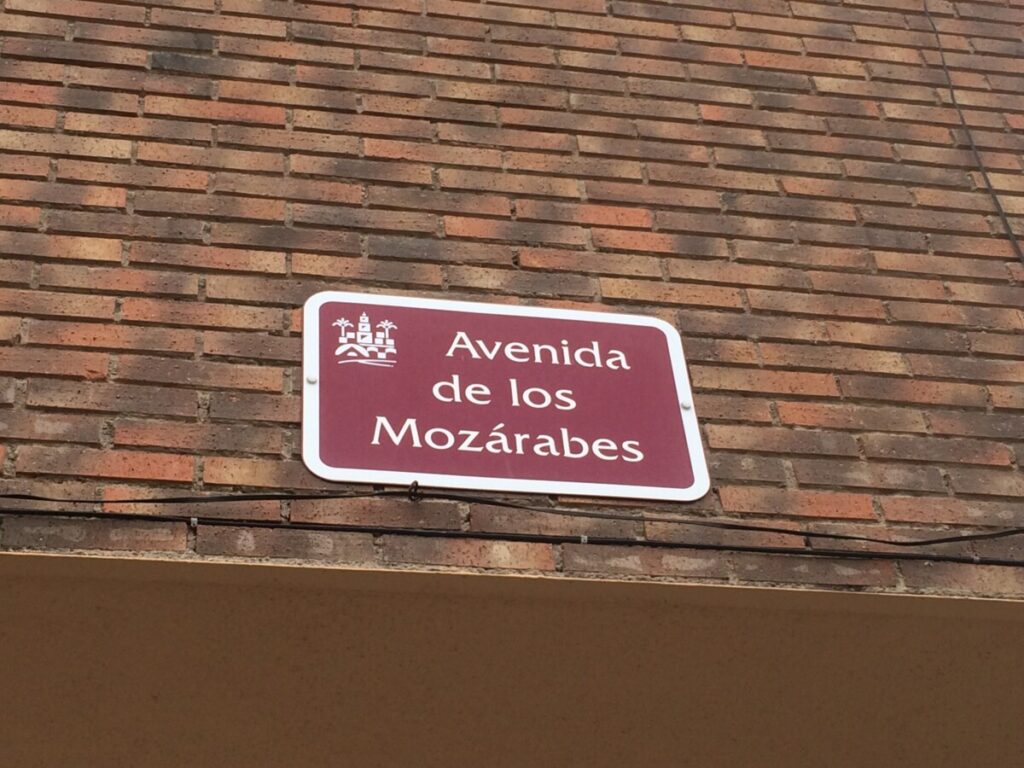 Avenida
de los
Mozárabes